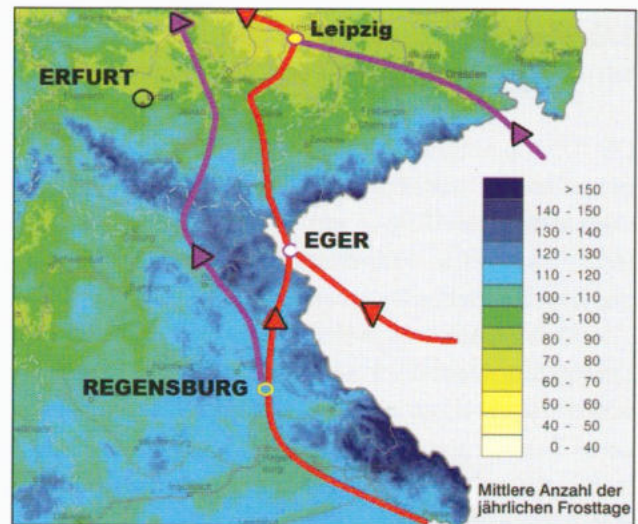 Leipzig
ERFURT
Dresden
EGER
REGENSBURG
> 150
140 - 150
130 - 140
120 - 130
110 - 120
100 - 110
90 - 100
80 - 90
70 - 80
60 - 70
50 - 60
40 - 50
0 - 40
Mittlere Anzahl der
jährlichen Frosttage